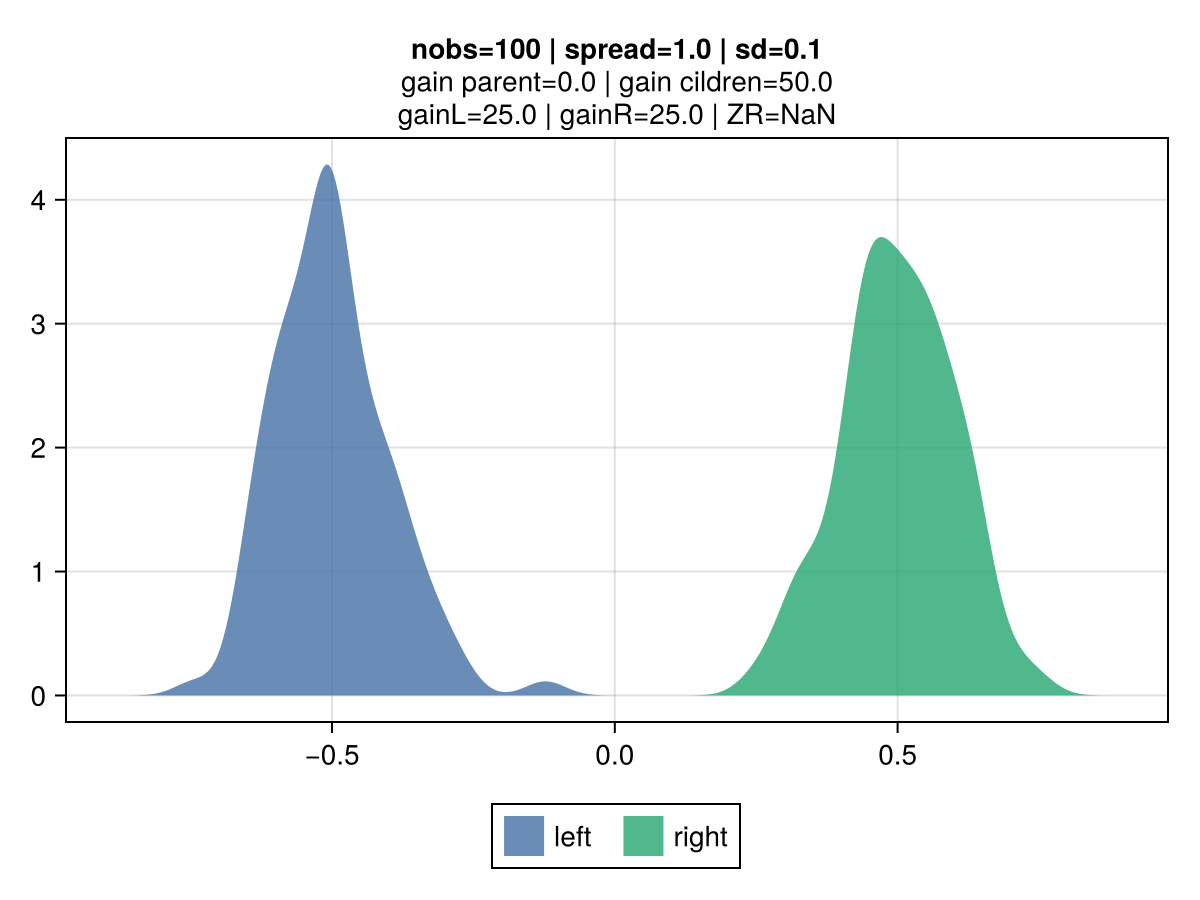 nobs=100 | spread=1.0 | sd=0.1
gain parent=0.0 | gain cildren=50.0
gainL=25.0 | gainR=25.0 | ZR=NaN
4
3
2
1
0
−0.5 0.0 0.5
left right